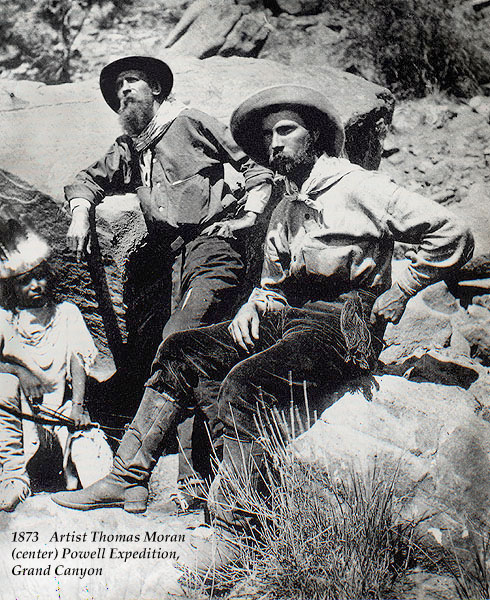 1873 Artist Thomas Moran
(center) Powell Expedition,
Grand Canyon